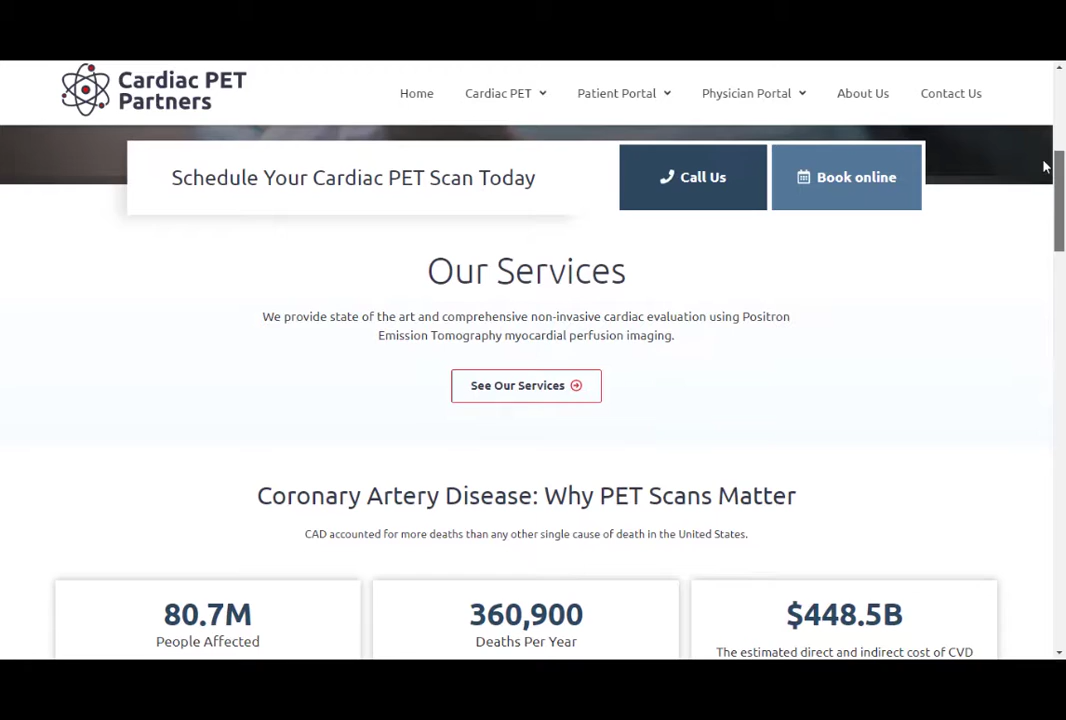 Cardiac PET
Partners
Home Cardiac PET Patient Portal Physician Portal About Us Contact Us
Schedule Your Cardiac PET Scan Today
Call Us
Book online
Our Services
We provide state of the art and comprehensive non-invasive cardiac evaluation using Positron
Emission Tomography myocardial perfusion imaging.
See Our Services
Coronary Artery Disease: Why PET Scans Matter
CAD accounted for more deaths than any other single cause of death in the United States.
80.7M
People Affected
360,900
Deaths Per Year
$448.5B
The estimated direct and indirect cost of CVD